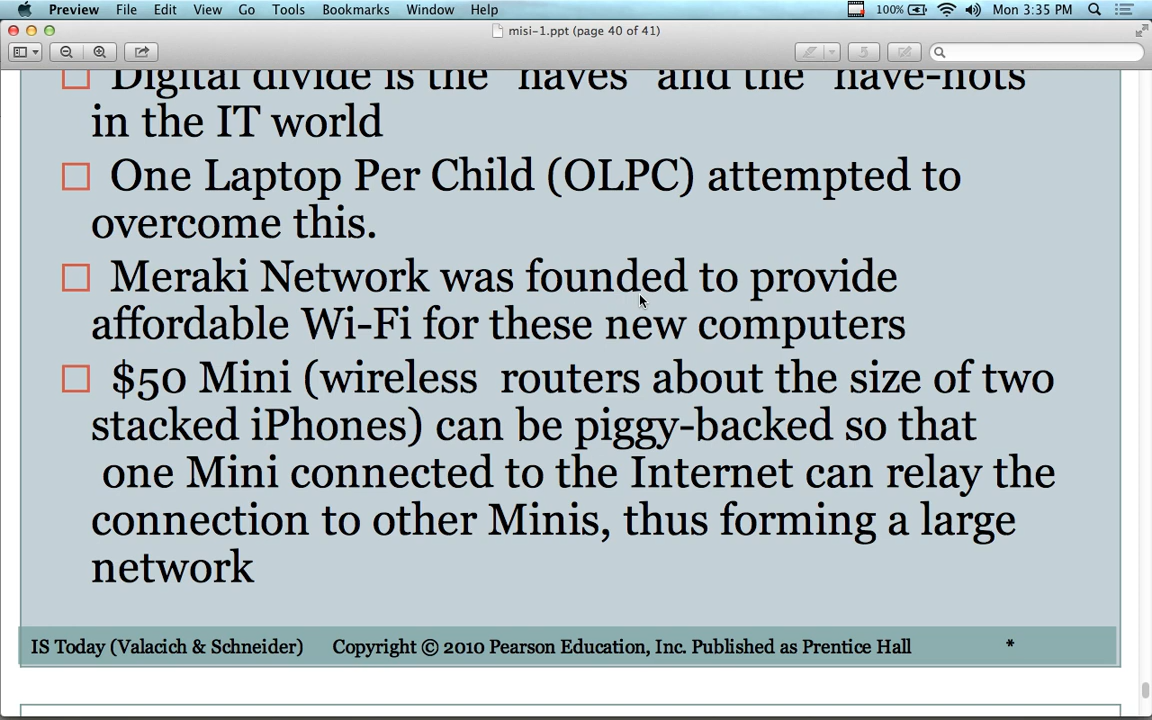 Preview File Edit View Go Tools Bookmarks Window Help 100% Mon 3:35 PM
misi-1.ppt (page 40 of 41)
Digital divide is the "haves" and the "have-nots"
in the IT world
One Laptop Per Child (OLPC) attempted to
overcome this.
Meraki Network was founded to provide
affordable Wi-Fi for these new computers
$50 Mini (wireless routers about the size of two
stacked iPhones) can be piggy-backed so that
one Mini connected to the Internet can relay the
connection to other Minis, thus forming a large
network
IS Today (Valacich & Schneider) Copyright © 2010 Pearson Education, Inc. Published as Prentice Hall *